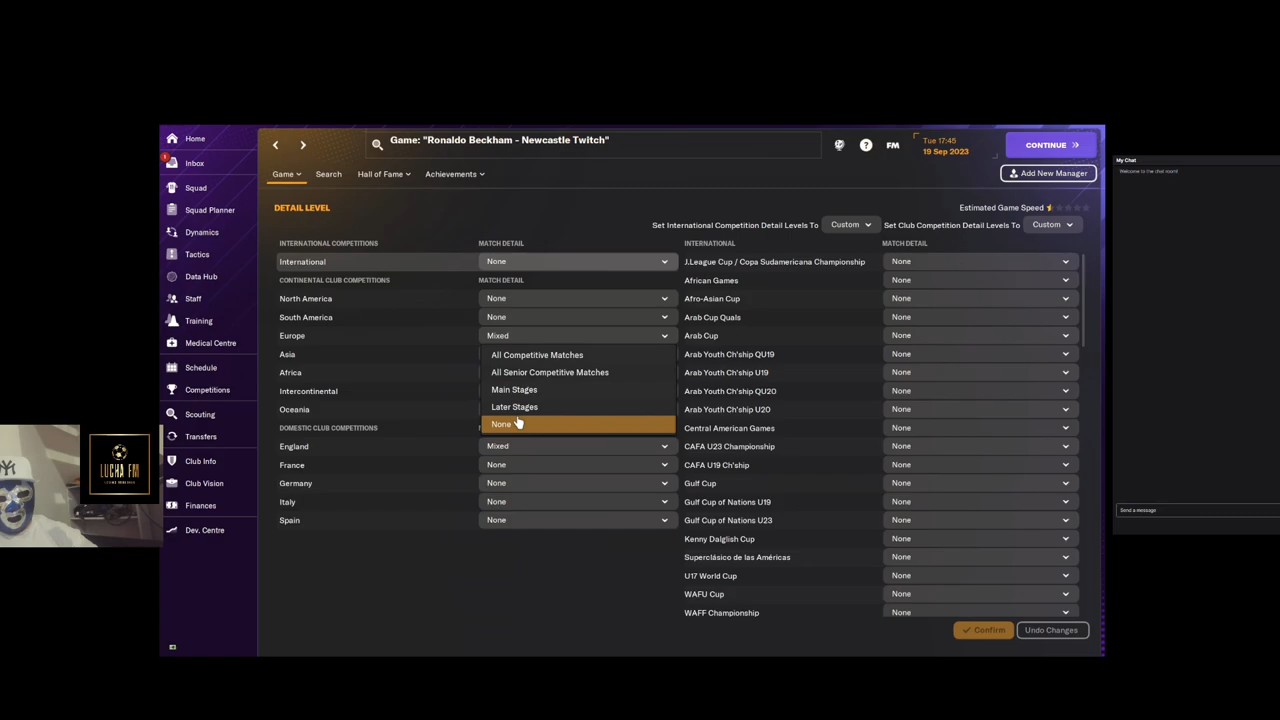 Game: "Ronaldo Beckham - Newcastle Twitch"
Tue 17:45
19 Sep 2023
FM
CONTINUE
Add New Manager
Home
Inbox
1
Squad
Squad Planner
Dynamics
Tactics
Data Hub
Staff
Training
Medical Centre
Schedule
Competitions
Scouting
Transfers
Club Info
Club Vision
Finances
Dev. Centre
Game
Search
Hall of Fame
Achievements
DETAIL LEVEL
Estimated Game Speed
Set International Competition Detail Levels To Custom
Set Club Competition Detail Levels To Custom
INTERNATIONAL COMPETITIONS MATCH DETAIL
International None
CONTINENTAL CLUB COMPETITIONS MATCH DETAIL
North America None
South America None
Europe Mixed
Asia
Africa
Intercontinental
Oceania
All Competitive Matches
All Senior Competitive Matches
Main Stages
Later Stages
None
DOMESTIC CLUB COMPETITIONS
England Mixed
France None
Germany None
Italy None
Spain None
INTERNATIONAL MATCH DETAIL
J.League Cup / Copa Sudamericana Championship None
African Games None
Afro-Asian Cup None
Arab Cup Quals None
Arab Cup None
Arab Youth Ch'ship QU19 None
Arab Youth Ch'ship U19 None
Arab Youth Ch'ship QU20 None
Arab Youth Ch'ship U20 None
Central American Games None
CAFA U23 Championship None
CAFA U19 Ch'ship None
Gulf Cup None
Gulf Cup of Nations U19 None
Gulf Cup of Nations U23 None
Kenny Dalglish Cup None
Superclásico de las Américas None
U17 World Cup None
WAFU Cup None
WAFF Championship None
Confirm
Undo Changes
My Chat
Welcome to the chat room!
Send a message
LUCHA FM